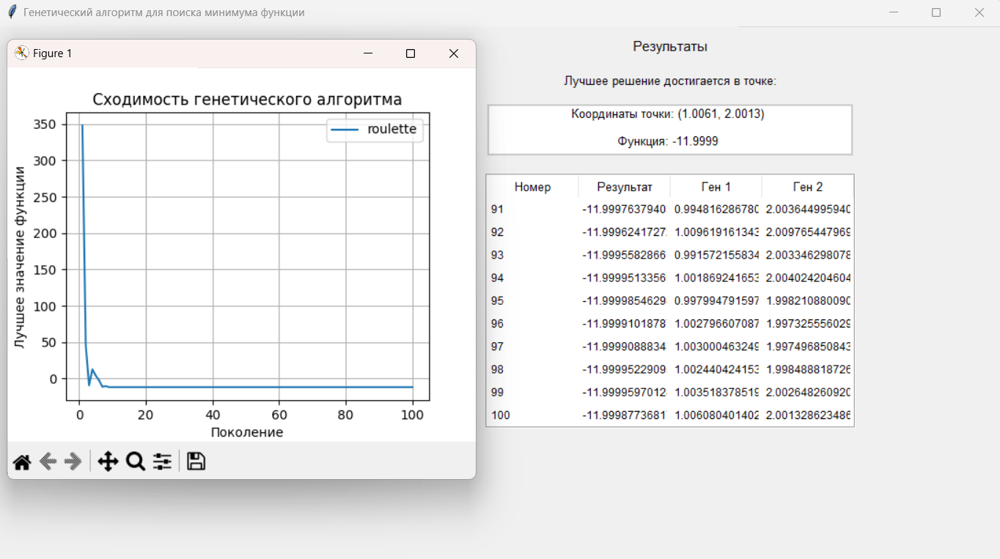 Генетический алгоритм для поиска минимума функции
Figure 1
Сходимость генетического алгоритма
roulette
Лучшее значение функции
350
300
250
200
150
100
50
0
0 20 40 60 80 100
Поколение
Результаты
Лучшее решение достигается в точке:
Координаты точки: (1.0061, 2.0013)
Функция: -11.9999
Номер Результат Ген 1 Ген 2
91 -11.9997637940 0.994816286780 2.003644995940
92 -11.9996241727 1.009619161343 2.009765447969
93 -11.9995582866 0.991572155834 2.003346298078
94 -11.9999513356 1.001869241653 2.004024204604
95 -11.9999854629 0.997994791597 1.998210880090
96 -11.9999101878 1.002796607087 1.997325556029
97 -11.9999088834 1.003000463249 1.997496850843
98 -11.9999522909 1.002440424153 1.998488818726
99 -11.9999597012 1.003518378519 2.002648260920
100 -11.9998773681 1.006080401402 2.001328623486